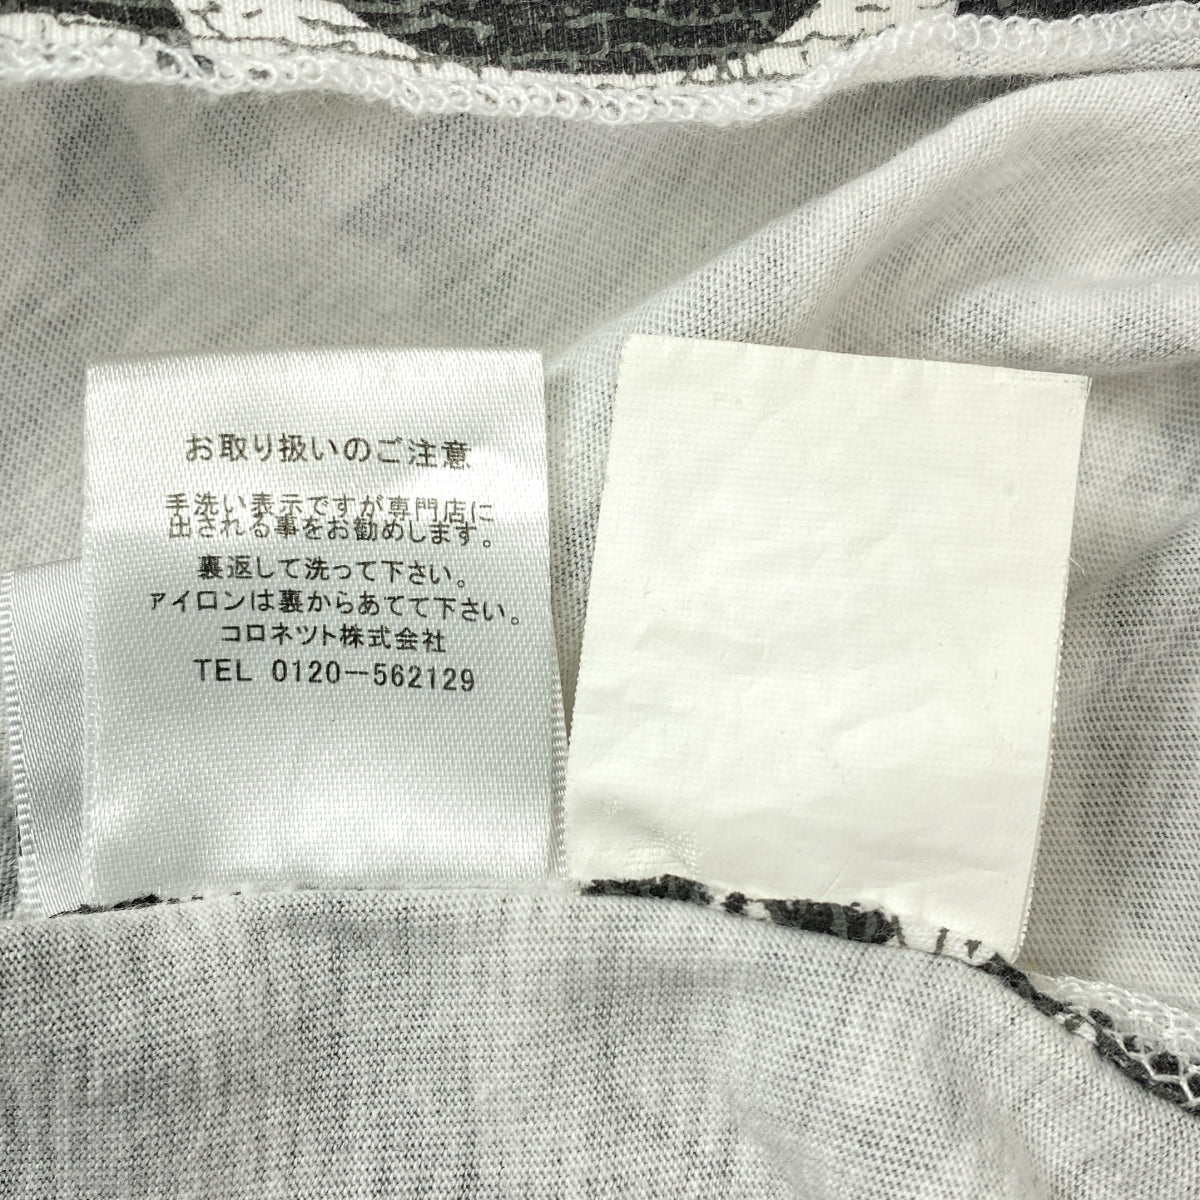 お取り扱いのご注意
手洗い表示ですが専門店に
出される事をお勧めします。
裏返して洗って下さい。
アイロンは裏からあてて下さい。
コロネツト株式会社
TEL 0120-562129